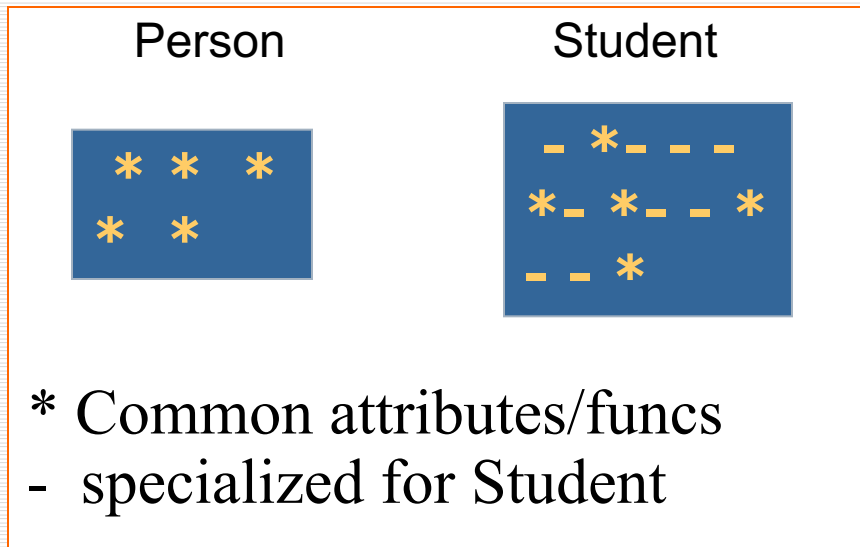 Person Student
* * *
* *
- *- - -
*- *- - *
- - *
* Common attributes/funcs
- specialized for Student